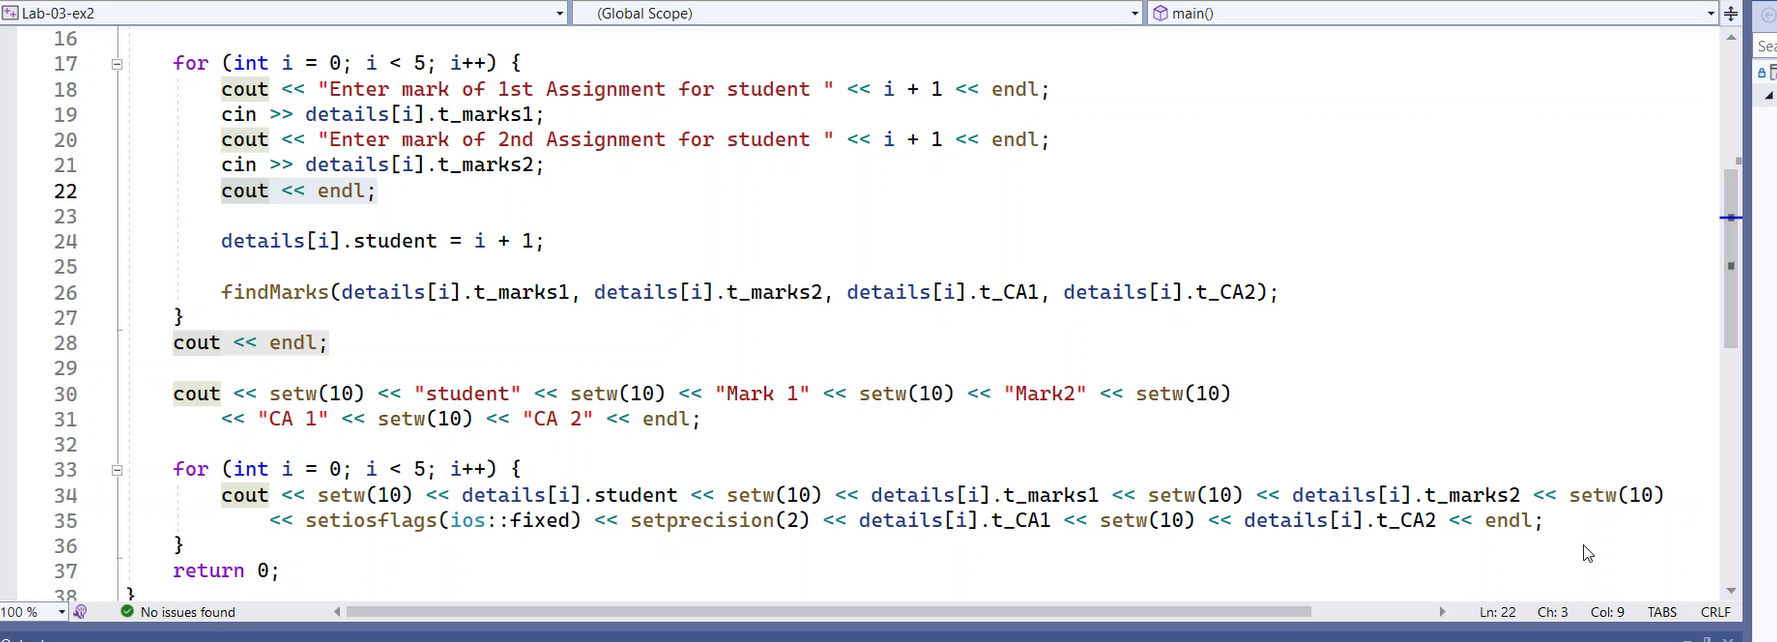 Lab-03-ex2 (Global Scope) main()
16
17 for (int i = 0; i < 5; i++) {
18 cout << "Enter mark of 1st Assignment for student " << i + 1 << endl;
19 cin >> details[i].t_marks1;
20 cout << "Enter mark of 2nd Assignment for student " << i + 1 << endl;
21 cin >> details[i].t_marks2;
22 cout << endl;
23
24 details[i].student = i + 1;
25
26 findMarks(details[i].t_marks1, details[i].t_marks2, details[i].t_CA1, details[i].t_CA2);
27 }
28 cout << endl;
29
30 cout << setw(10) << "student" << setw(10) << "Mark 1" << setw(10) << "Mark2" << setw(10)
31 << "CA 1" << setw(10) << "CA 2" << endl;
32
33 for (int i = 0; i < 5; i++) {
34 cout << setw(10) << details[i].student << setw(10) << details[i].t_marks1 << setw(10) << details[i].t_marks2 << setw(10)
35 << setiosflags(ios::fixed) << setprecision(2) << details[i].t_CA1 << setw(10) << details[i].t_CA2 << endl;
36 }
37 return 0;
38 }
100 % No issues found Ln: 22 Ch: 3 Col: 9 TABS CRLF